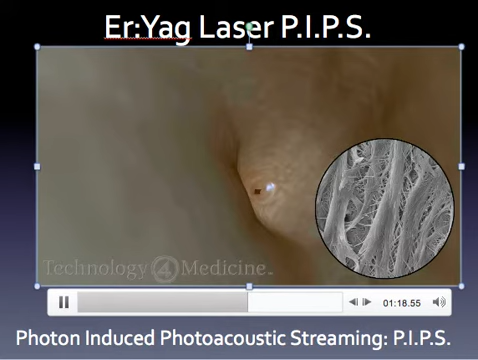 Er:Yag Laser P.I.P.S.
Technology 4 Medicine
01:18.55
Photon Induced Photoacoustic Streaming: P.I.P.S.